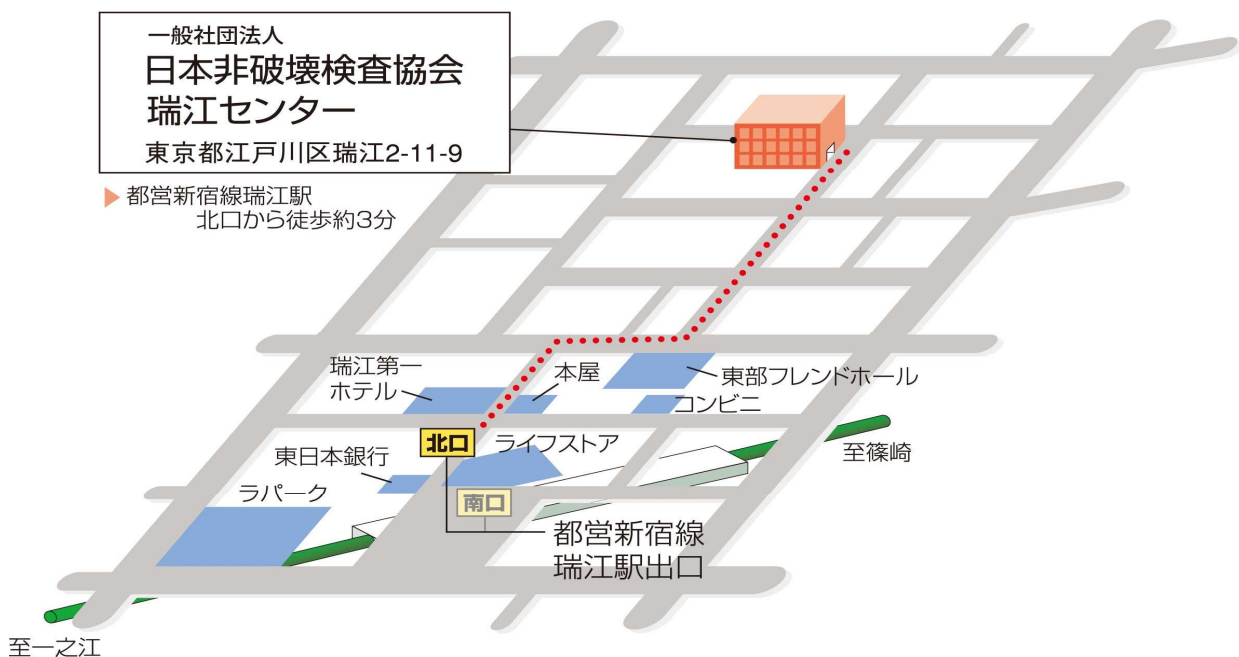 一般社団法人
日本非破壊検査協会
瑞江センター
東京都江戸川区瑞江2-11-9
都営新宿線瑞江駅
北口から徒歩約3分
瑞江第一
ホテル
本屋
東部フレンドホール
コンビニ
北口
ライフストア
東日本銀行
至篠崎
ラパーク
南口
都営新宿線
瑞江駅出口
至一之江